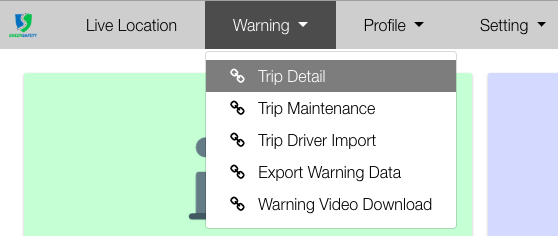 Live Location
Warning
Profile
Setting
Trip Detail
Trip Maintenance
Trip Driver Import
Export Warning Data
Warning Video Download